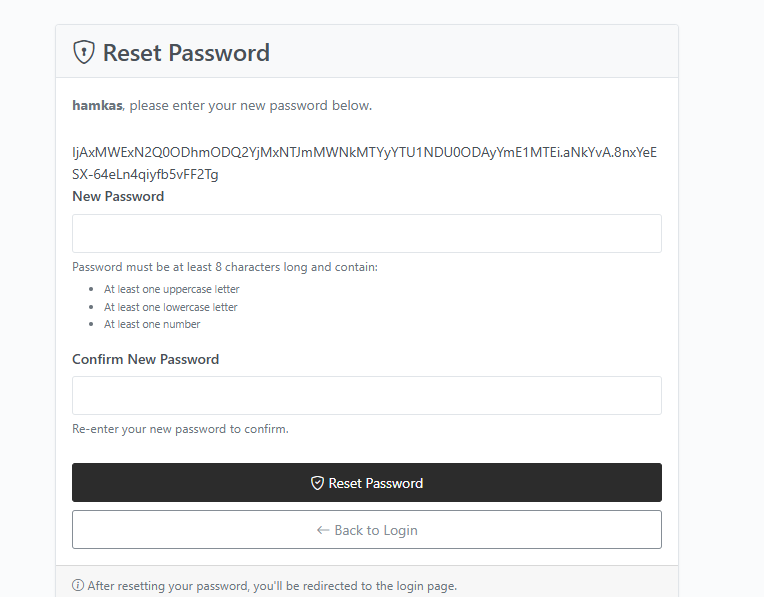 Reset Password
hamkas, please enter your new password below.
IjAxMWExN2Q0ODhmODQ2YjMxNTJmMWNkMTYyYTU1NDU0ODAyYmE1MTEi.aNkYvA.8nxYeE
SX-64eLn4qiyfb5vFF2Tg
New Password
Password must be at least 8 characters long and contain:
At least one uppercase letter
At least one lowercase letter
At least one number
Confirm New Password
Re-enter your new password to confirm.
Reset Password
← Back to Login
After resetting your password, you'll be redirected to the login page.